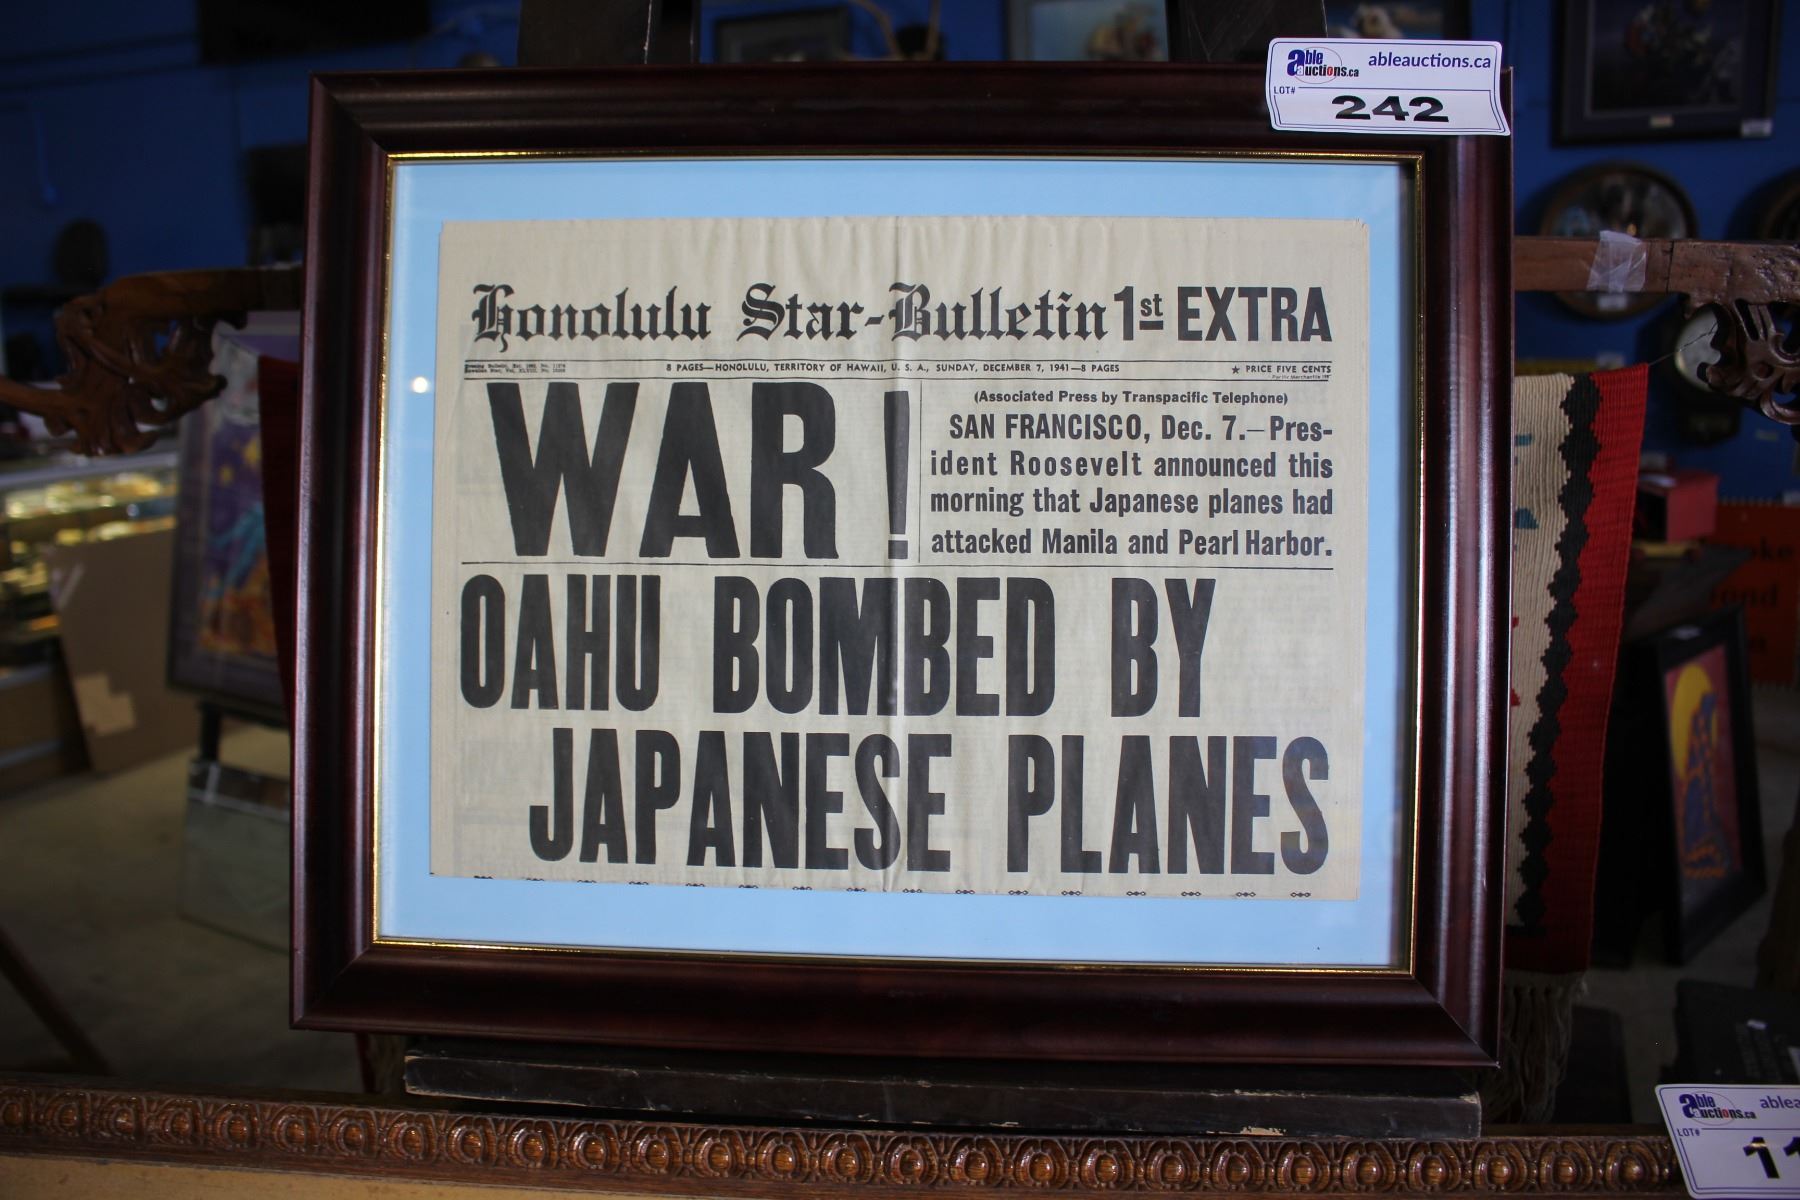 able auctions.ca ableauctions.ca
LOT#
242
Honolulu Star-Bulletin 1st EXTRA
8 PAGES—HONOLULU, TERRITORY OF HAWAII, U. S. A., SUNDAY, DECEMBER 7, 1941—8 PAGES
★ PRICE FIVE CENTS
WAR!
(Associated Press by Transpacific Telephone)
SAN FRANCISCO, Dec. 7.—Pres-
ident Roosevelt announced this
morning that Japanese planes had
attacked Manila and Pearl Harbor.
OAHU BOMBED BY
JAPANESE PLANES
able auctions.ca
LOT#